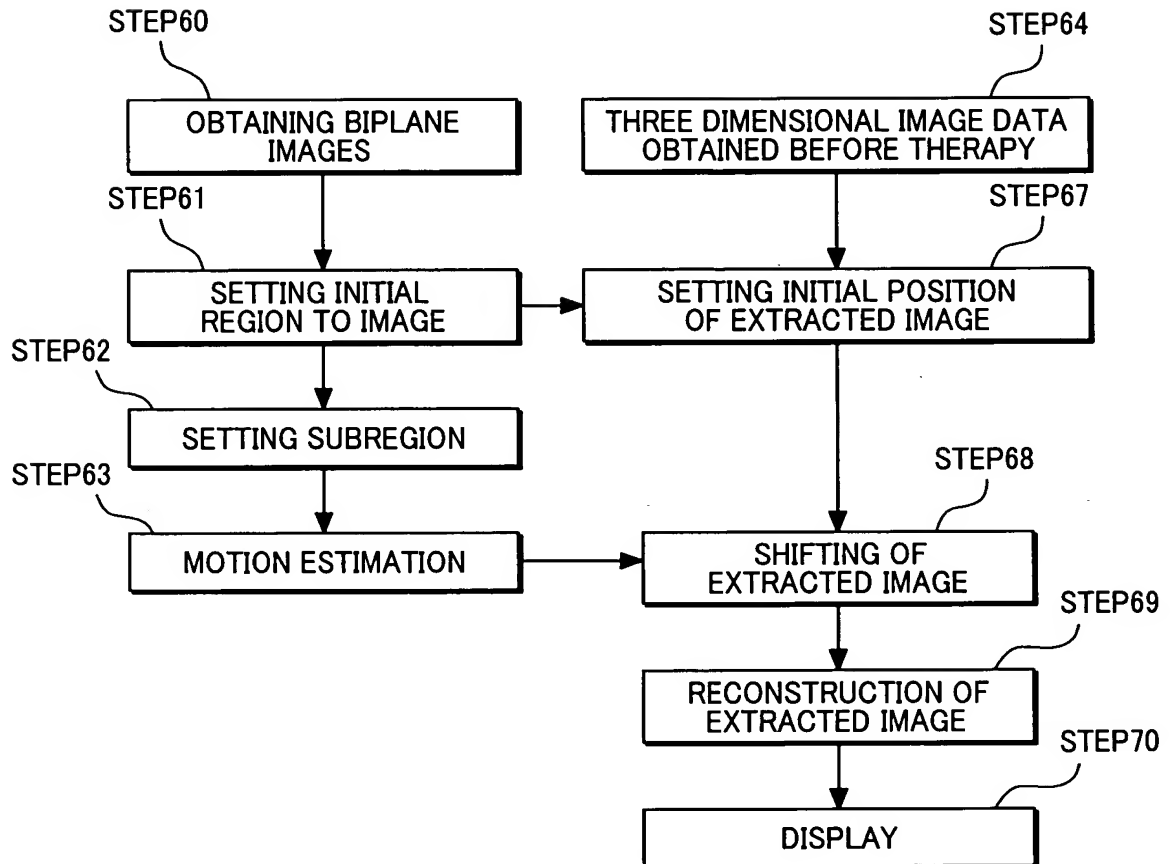 STEP60
OBTAINING BIPLANE
IMAGES
STEP61
SETTING INITIAL
REGION TO IMAGE
STEP62
SETTING SUBREGION
STEP63
MOTION ESTIMATION
STEP64
THREE DIMENSIONAL IMAGE DATA
OBTAINED BEFORE THERAPY
STEP67
SETTING INITIAL POSITION
OF EXTRACTED IMAGE
STEP68
SHIFTING OF
EXTRACTED IMAGE
STEP69
RECONSTRUCTION OF
EXTRACTED IMAGE
STEP70
DISPLAY